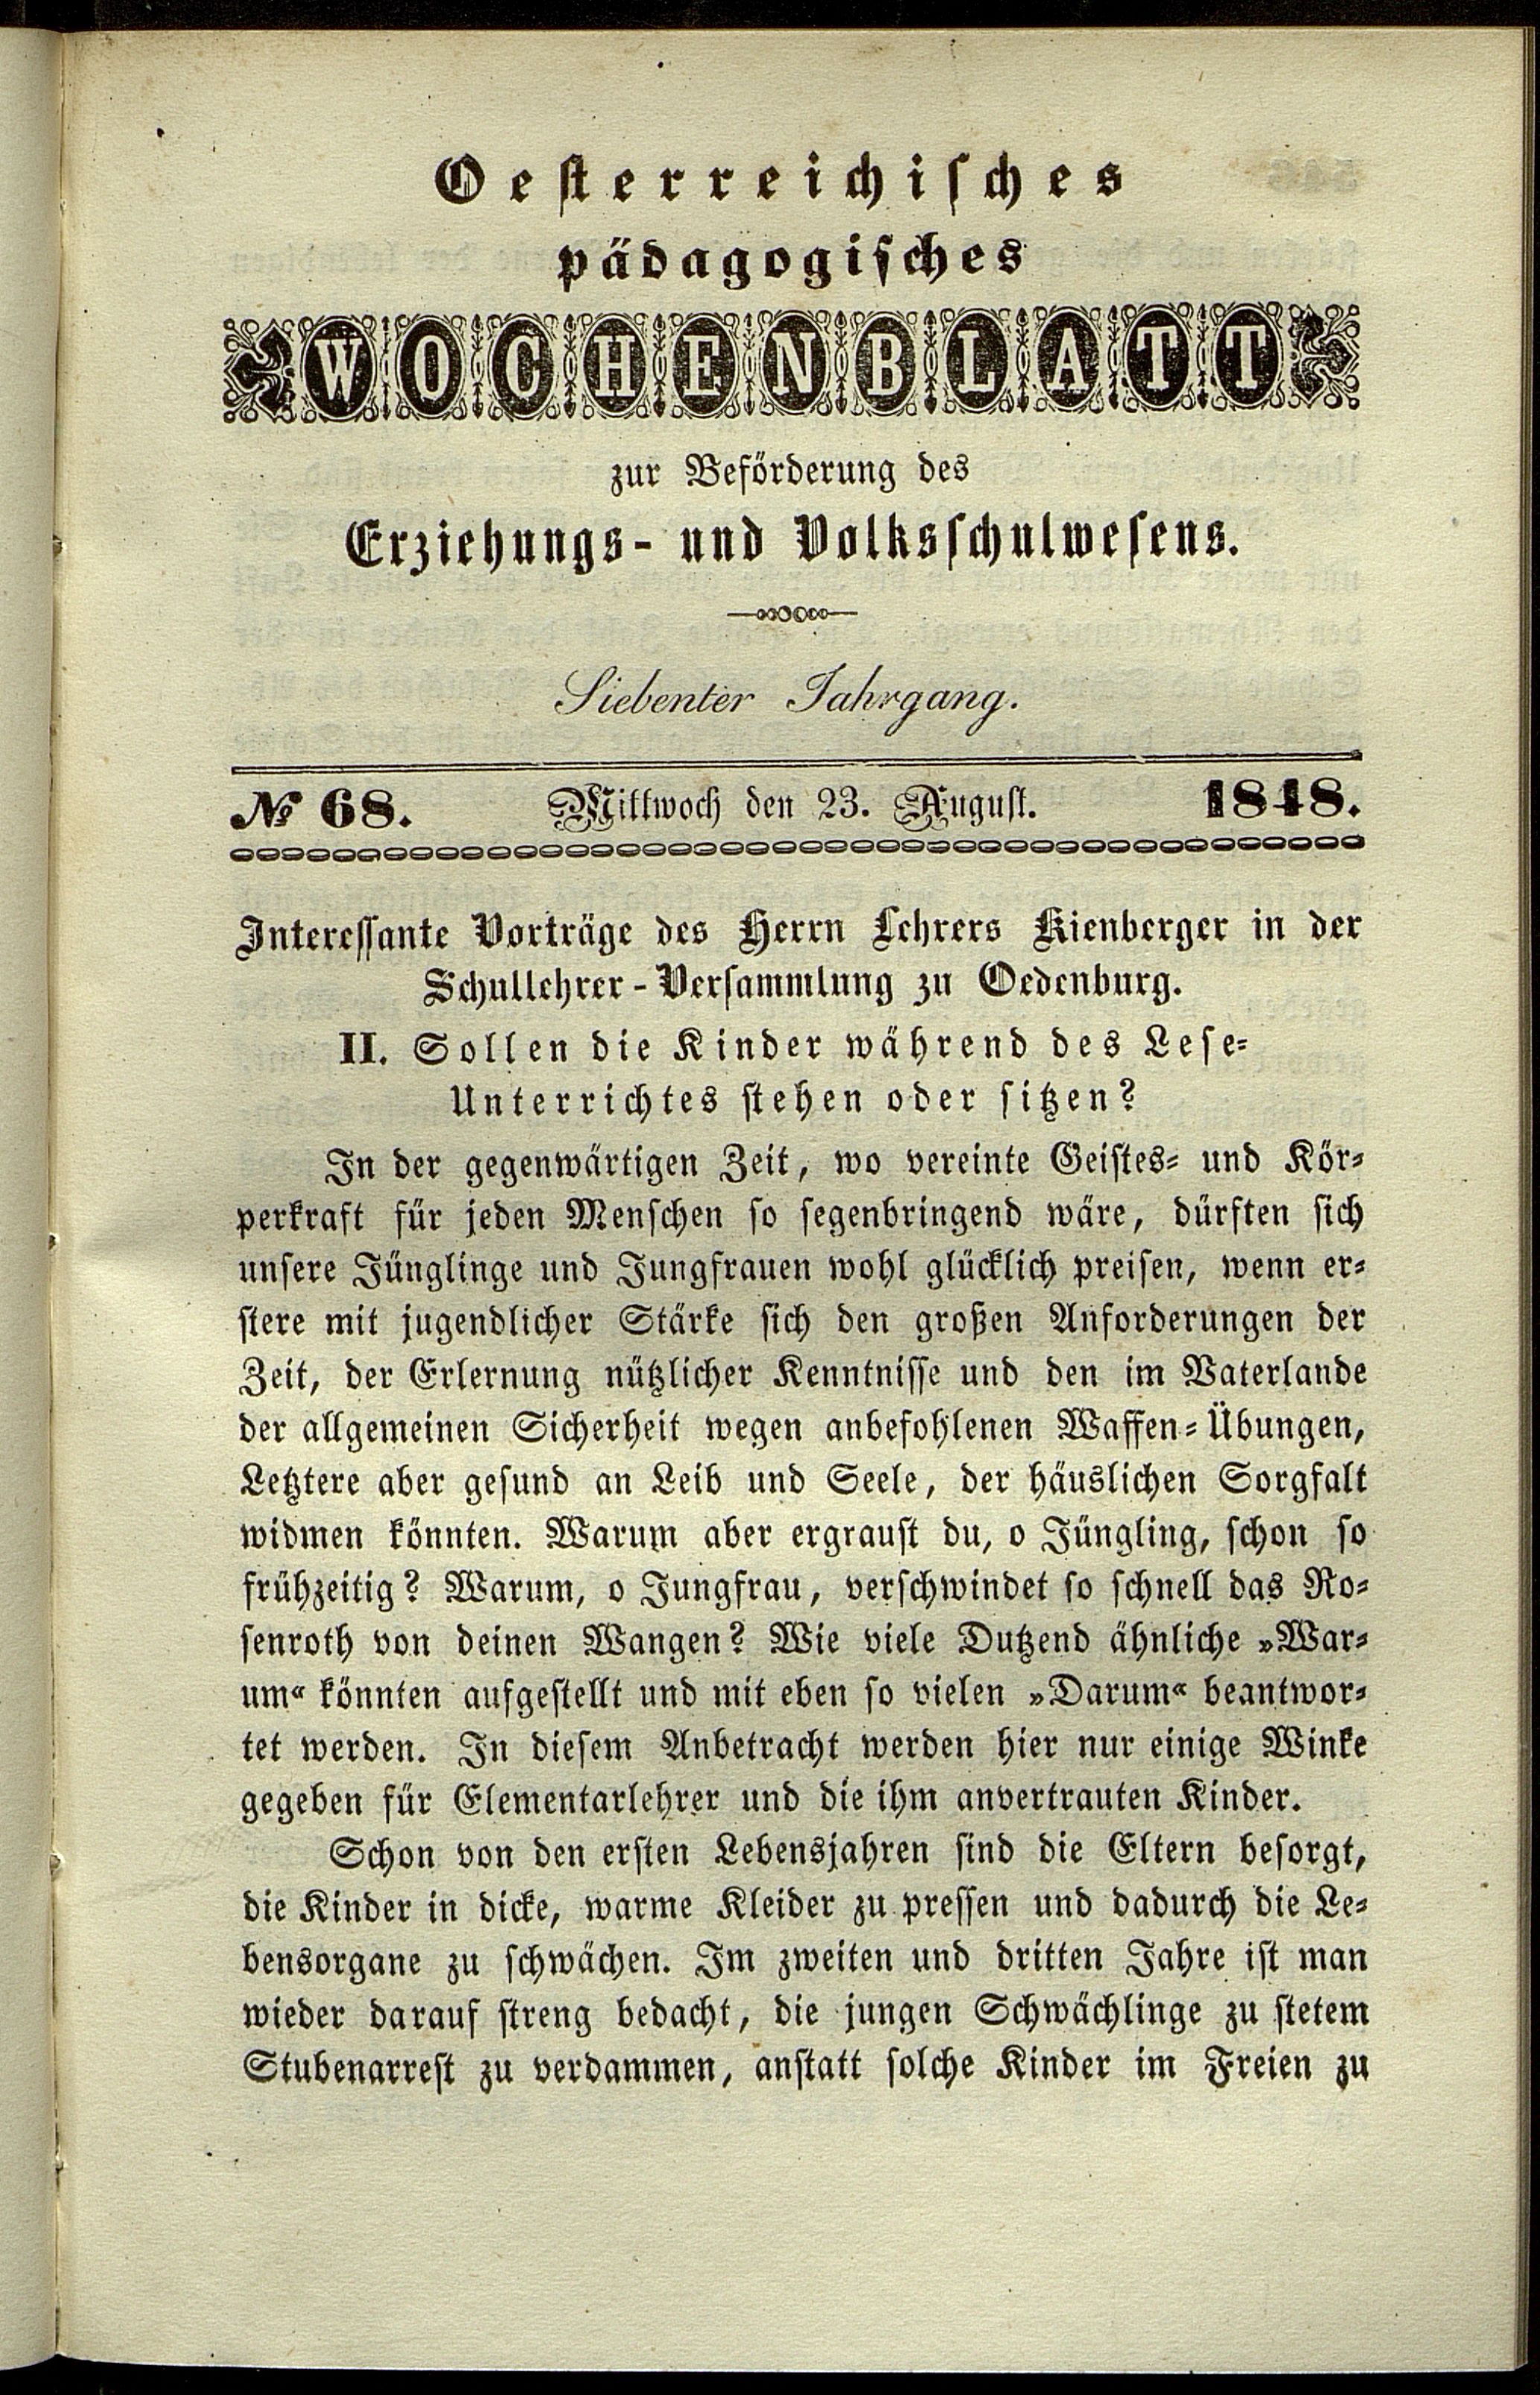 Oesterreichisches
pädagogisches
WOCHENBLATT
zur Beförderung des
Erziehungs- und Volksschulwesens.
Siebenter Jahrgang.
№ 68. Mittwoch den 23. August. 1848.
Interessante Vorträge des Herrn Lehrers Kienberger in der
Schullehrer-Versammlung zu Oedenburg.
II. Sollen die Kinder während des Lese-
Unterrichtes stehen oder sitzen?
In der gegenwärtigen Zeit, wo vereinte Geistes- und Kör-
perkraft für jeden Menschen so segenbringend wäre, dürften sich
unsere Jünglinge und Jungfrauen wohl glücklich preisen, wenn er-
stere mit jugendlicher Stärke sich den großen Anforderungen der
Zeit, der Erlernung nützlicher Kenntnisse und den im Vaterlande
der allgemeinen Sicherheit wegen anbefohlenen Waffen-Übungen,
Letztere aber gesund an Leib und Seele, der häuslichen Sorgfalt
widmen könnten. Warum aber ergraust du, o Jüngling, schon so
frühzeitig? Warum, o Jungfrau, verschwindet so schnell das Ro-
senroth von deinen Wangen? Wie viele Dutzend ähnliche »War-
um« könnten aufgestellt und mit eben so vielen »Darum« beantwor-
tet werden. In diesem Anbetracht werden hier nur einige Winke
gegeben für Elementarlehrer und die ihm anvertrauten Kinder.
Schon von den ersten Lebensjahren sind die Eltern besorgt,
die Kinder in dicke, warme Kleider zu pressen und dadurch die Le-
bensorgane zu schwächen. Im zweiten und dritten Jahre ist man
wieder darauf streng bedacht, die jungen Schwächlinge zu stetem
Stubenarrest zu verdammen, anstatt solche Kinder im Freien zu